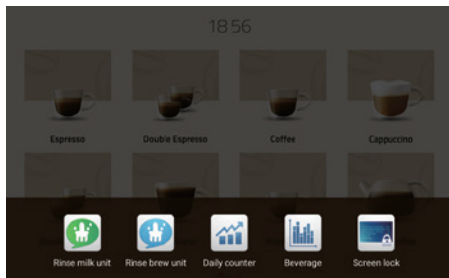 18 56
Espresso
Double Espresso
Coffee
Cappuccino
Rinse milk unit
Rinse brew unit
Daily counter
Beverage
Screen lock